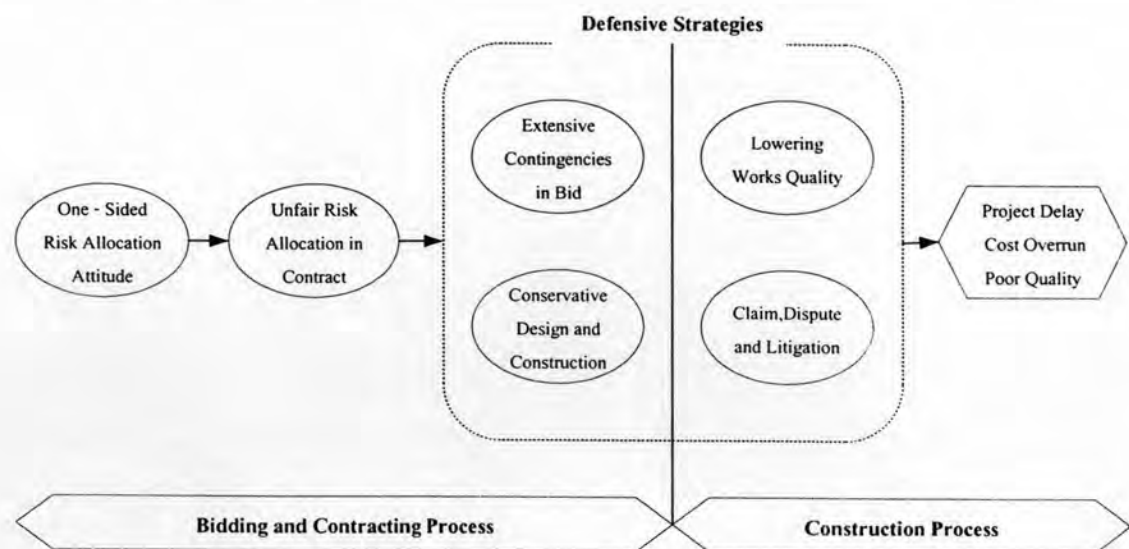 Defensive Strategies
One - Sided
Risk Allocation
Attitude
Unfair Risk
Allocation in
Contract
Extensive
Contingencies
in Bid
Conservative
Design and
Construction
Lowering
Works Quality
Claim,Dispute
and Litigation
Project Delay
Cost Overrun
Poor Quality
Bidding and Contracting Process
Construction Process